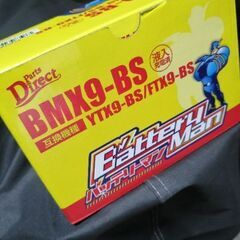 Parts
Direct
BMX9-BS
液入
充電済
互換機種
YTX9-BS/FTX9-BS
Battery
Man
バッテリーマン